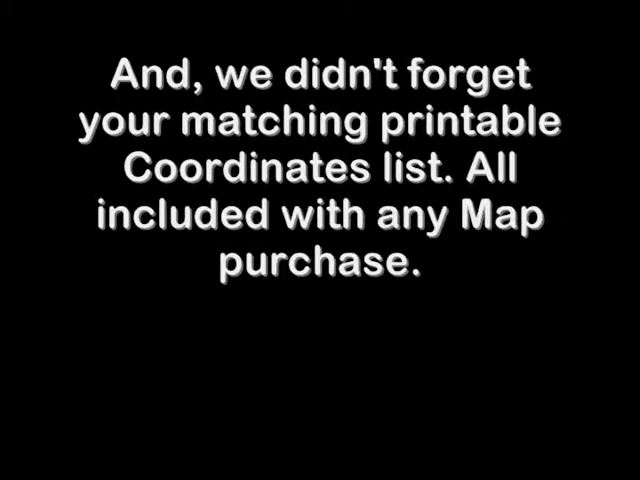 And, we didn't forget
your matching printable
Coordinates list. All
included with any Map
purchase.